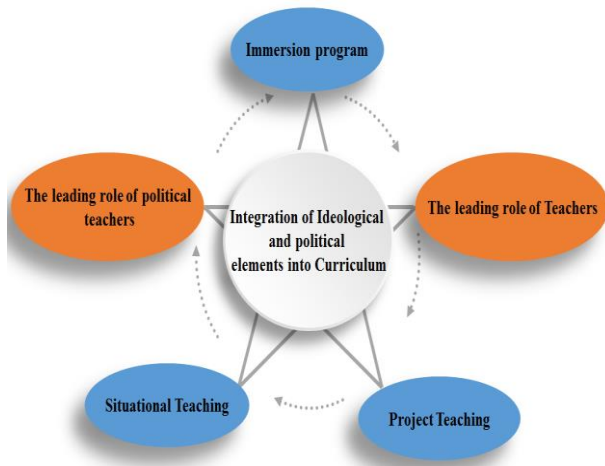 Immersion program
The leading role of political
teachers
The leading role of Teachers
Integration of Ideological
and political
elements into Curriculum
Situational Teaching
Project Teaching